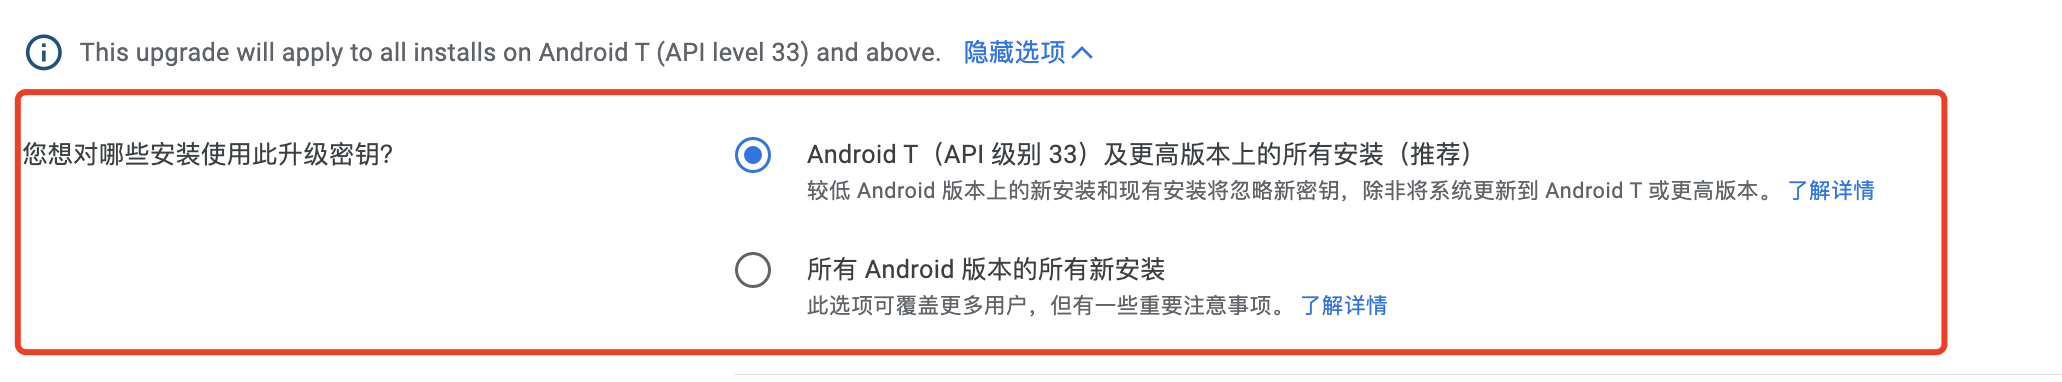 This upgrade will apply to all installs on Android T (API level 33) and above. 隐藏选项
您想对哪些安装使用此升级密钥?
Android T（API 级别 33）及更高版本上的所有安装（推荐）
较低 Android 版本上的新安装和现有安装将忽略新密钥，除非将系统更新到 Android T 或更高版本。 了解详情
所有 Android 版本的所有新安装
此选项可覆盖更多用户，但有一些重要注意事项。 了解详情